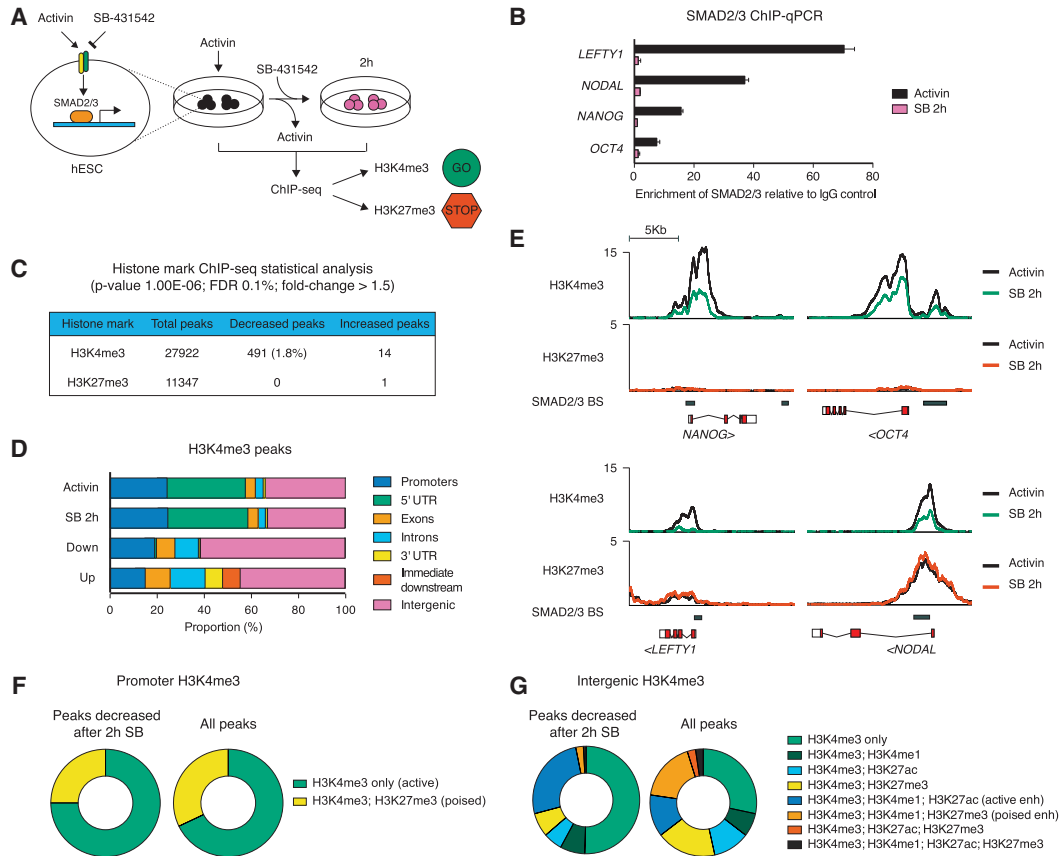 A
Activin
SB-431542
SMAD2/3
hESC
Activin
SB-431542
2h
Activin
ChIP-seq
H3K4me3
GO
H3K27me3
STOP
B
SMAD2/3 ChIP-qPCR
LEFTY1
NODAL
NANOG
OCT4
0 20 40 60 80
Enrichment of SMAD2/3 relative to IgG control
Activin
SB 2h
C
Histone mark ChIP-seq statistical analysis
(p-value 1.00E-06; FDR 0.1%; fold-change > 1.5)
Histone mark Total peaks Decreased peaks Increased peaks
H3K4me3 27922 491 (1.8%) 14
H3K27me3 11347 0 1
D
H3K4me3 peaks
Activin
SB 2h
Down
Up
0 20 40 60 80 100
Proportion (%)
Promoters
5' UTR
Exons
Introns
3' UTR
Immediate
downstream
Intergenic
E
5Kb
15
H3K4me3
Activin
SB 2h
5
H3K27me3
Activin
SB 2h
SMAD2/3 BS
NANOG>
<OCT4
15
H3K4me3
Activin
SB 2h
5
H3K27me3
Activin
SB 2h
SMAD2/3 BS
<LEFTY1
<NODAL
F
Promoter H3K4me3
Peaks decreased
after 2h SB
All peaks
H3K4me3 only (active)
H3K4me3; H3K27me3 (poised)
G
Intergenic H3K4me3
Peaks decreased
after 2h SB
All peaks
H3K4me3 only
H3K4me3; H3K4me1
H3K4me3; H3K27ac
H3K4me3; H3K27me3
H3K4me3; H3K4me1; H3K27ac (active enh)
H3K4me3; H3K4me1; H3K27me3 (poised enh)
H3K4me3; H3K27ac; H3K27me3
H3K4me3; H3K4me1; H3K27ac; H3K27me3